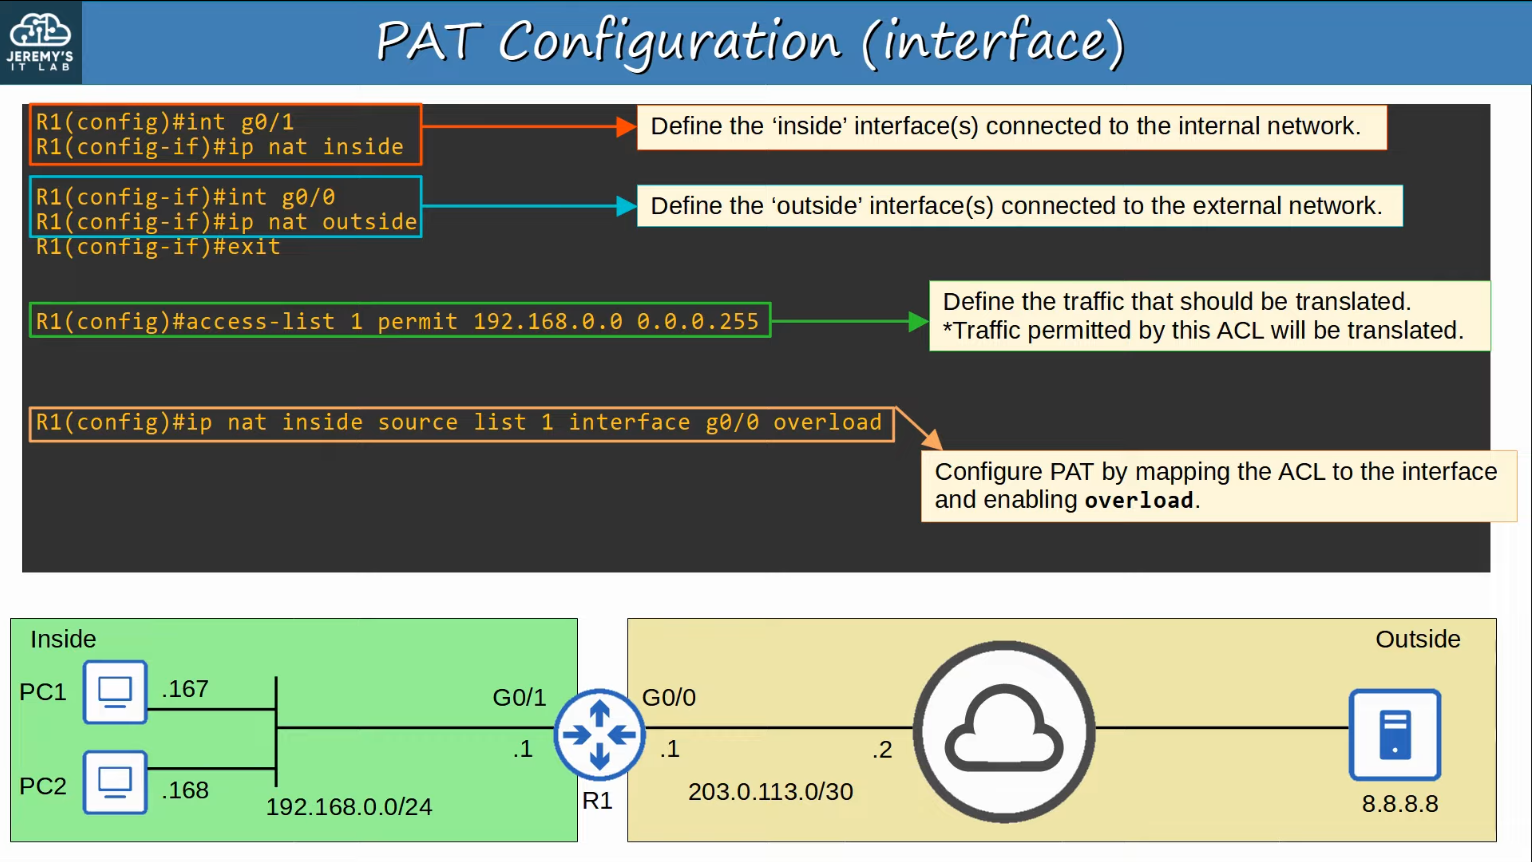 JEREMY'S
IT LAB
PAT Configuration (interface)
R1(config)#int g0/1
R1(config-if)#ip nat inside
Define the ‘inside’ interface(s) connected to the internal network.
R1(config-if)#int g0/0
R1(config-if)#ip nat outside
R1(config-if)#exit
Define the ‘outside’ interface(s) connected to the external network.
R1(config)#access-list 1 permit 192.168.0.0 0.0.0.255
Define the traffic that should be translated.
*Traffic permitted by this ACL will be translated.
R1(config)#ip nat inside source list 1 interface g0/0 overload
Configure PAT by mapping the ACL to the interface
and enabling overload.
Inside
PC1
.167
PC2
.168
192.168.0.0/24
G0/1
.1
R1
G0/0
.1
.2
203.0.113.0/30
Outside
8.8.8.8